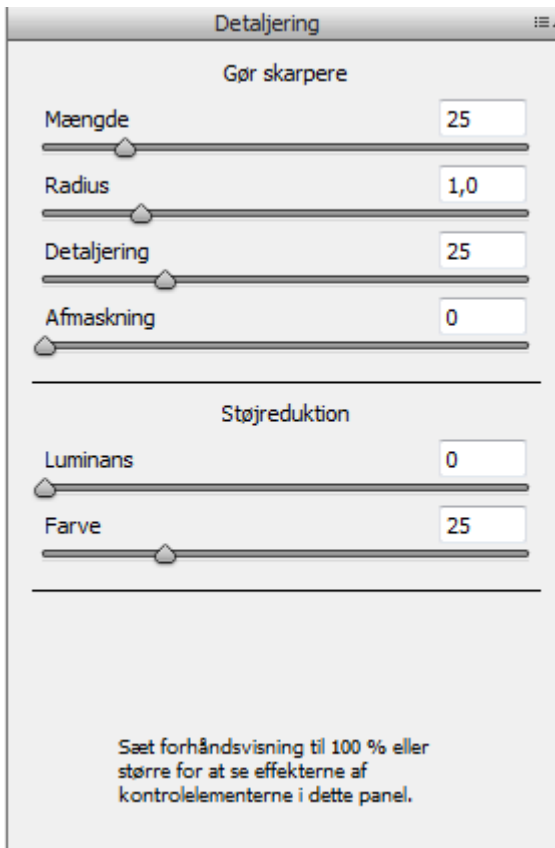 Detaljering
Gør skarpere
Mængde 25
Radius 1,0
Detaljering 25
Afmaskning 0
Størjreduktion
Luminans 0
Farve 25
Sæt forhåndsvisning til 100 % eller
større for at se effekterne af
kontrolelementerne i dette panel.